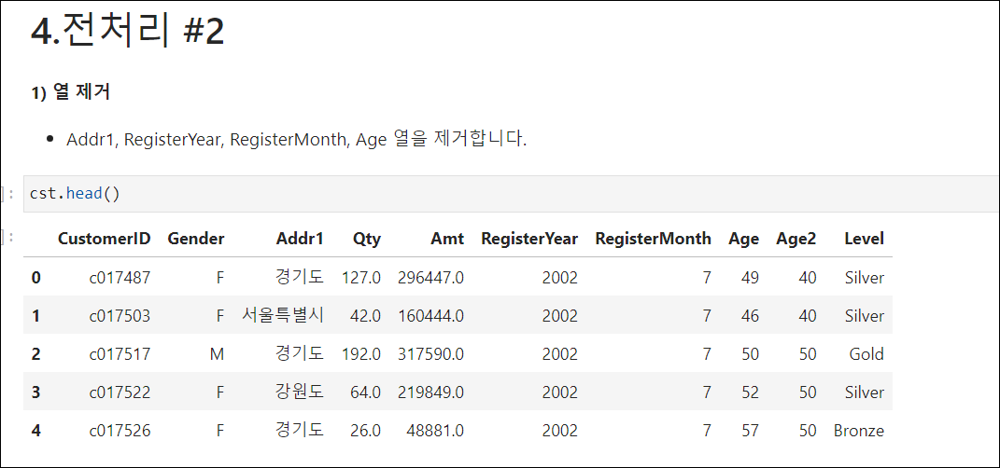 4.전처리 #2
1) 열 제거
• Addr1, RegisterYear, RegisterMonth, Age 열을 제거합니다.
]: cst.head()
]: CustomerID Gender Addr1 Qty Amt RegisterYear RegisterMonth Age Age2 Level
0 c017487 F 경기도 127.0 296447.0 2002 7 49 40 Silver
1 c017503 F 서울특별시 42.0 160444.0 2002 7 46 40 Silver
2 c017517 M 경기도 192.0 317590.0 2002 7 50 50 Gold
3 c017522 F 강원도 64.0 219849.0 2002 7 52 50 Silver
4 c017526 F 경기도 26.0 48881.0 2002 7 57 50 Bronze